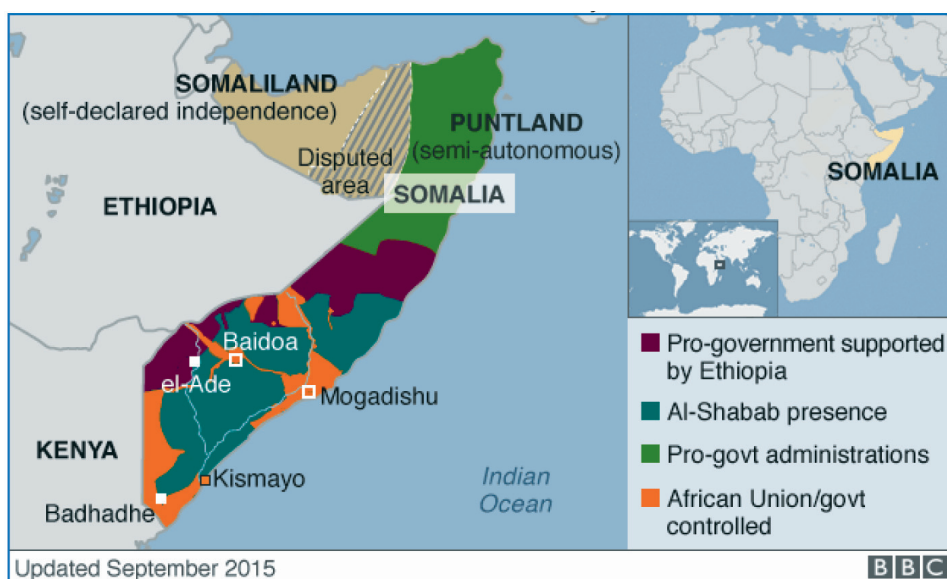 SOMALILAND
(self-declared independence)
PUNTLAND
(semi-autonomous)
Disputed
area
SOMALIA
ETHIOPIA
Baidoa
el-Ade
Mogadishu
KENYA
Kismayo
Badhadhe
Indian
Ocean
SOMALIA
Pro-government supported
by Ethiopia
Al-Shabab presence
Pro-govt administrations
African Union/govt
controlled
Updated September 2015
BBC